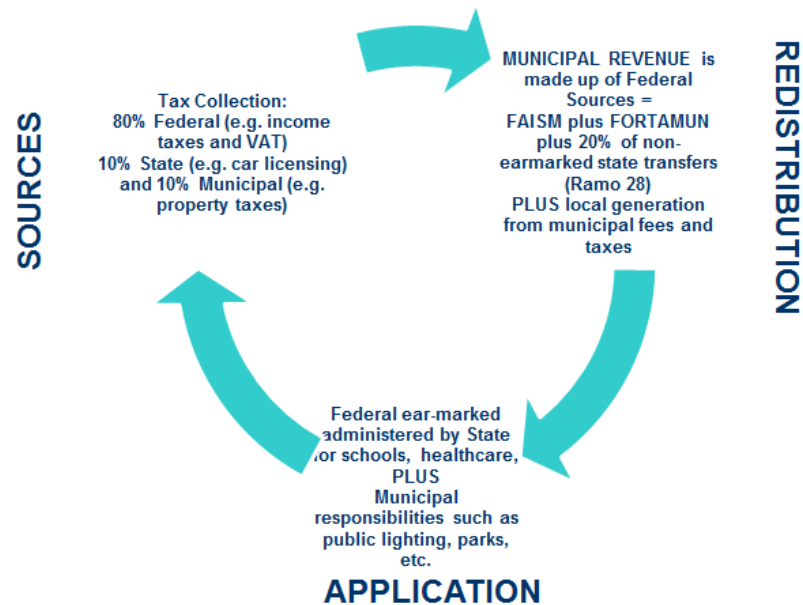 SOURCES
Tax Collection:
80% Federal (e.g. income
taxes and VAT)
10% State (e.g. car licensing)
and 10% Municipal (e.g.
property taxes)
MUNICIPAL REVENUE is
made up of Federal
Sources =
FAISM plus FORTAMUN
plus 20% of non-
earmarked state transfers
(Ramo 28)
PLUS local generation
from municipal fees and
taxes
REDISTRIBUTION
Federal ear-marked
administered by State
for schools, healthcare,
PLUS
Municipal
responsibilities such as
public lighting, parks,
etc.
APPLICATION